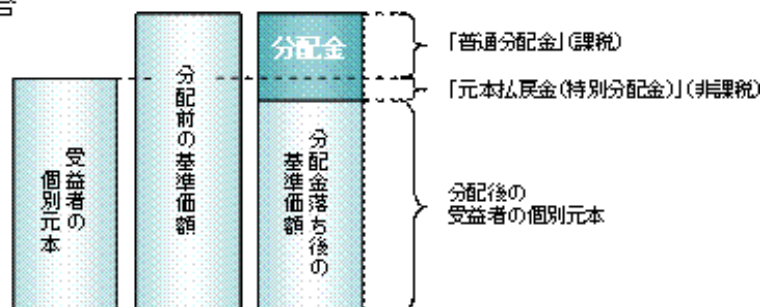 合
受益者の
個別元本
分配前の基準価額
分配金
分配金落ち後の
基準価額
「普通分配金」(課税)
「元本払戻金(特別分配金)」(非課税)
分配後の
受益者の個別元本